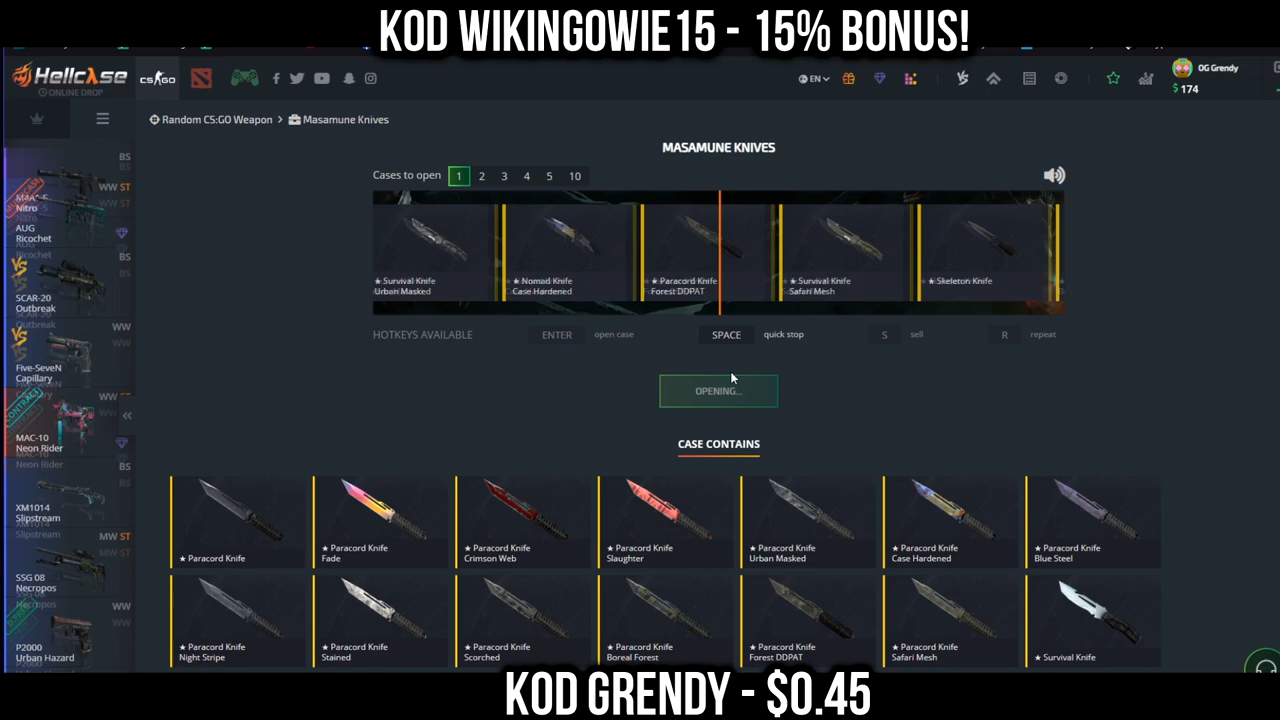 KOD WIKINGOWIE15 - 15% BONUS!
Hellcase
ONLINE DROP
CS:GO
EN
OG Grendy
$ 174
Random CS:GO Weapon > Masamune Knives
MASAMUNE KNIVES
Cases to open 1 2 3 4 5 10
★ Survival Knife
Urban Masked
★ Nomad Knife
Case Hardened
★ Paracord Knife
Forest DDPAT
★ Survival Knife
Safari Mesh
★ Skeleton Knife
HOTKEYS AVAILABLE ENTER open case SPACE quick stop S sell R repeat
OPENING...
CASE CONTAINS
★ Paracord Knife
★ Paracord Knife
Fade
★ Paracord Knife
Crimson Web
★ Paracord Knife
Slaughter
★ Paracord Knife
Urban Masked
★ Paracord Knife
Case Hardened
★ Paracord Knife
Blue Steel
★ Paracord Knife
Night Stripe
★ Paracord Knife
Stained
★ Paracord Knife
Scorched
★ Paracord Knife
Boreal Forest
★ Paracord Knife
Forest DDPAT
★ Paracord Knife
Safari Mesh
★ Survival Knife
BS
WW ST
Nitro
AUG
Ricochet
BS
VS
SCAR-20
Outbreak
WW
VS
Five-SeveN
Capillary
WW
CONTRACT
MAC-10
Neon Rider
BS
XM1014
Slipstream
MW ST
SSG 08
Necropos
WW
P2000
Urban Hazard
KOD GRENDY - $0.45